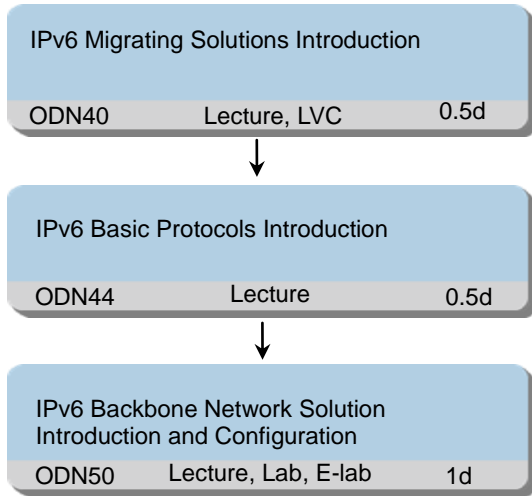 IPv6 Migrating Solutions Introduction
ODN40 Lecture, LVC 0.5d
IPv6 Basic Protocols Introduction
ODN44 Lecture 0.5d
IPv6 Backbone Network Solution
Introduction and Configuration
ODN50 Lecture, Lab, E-lab 1d